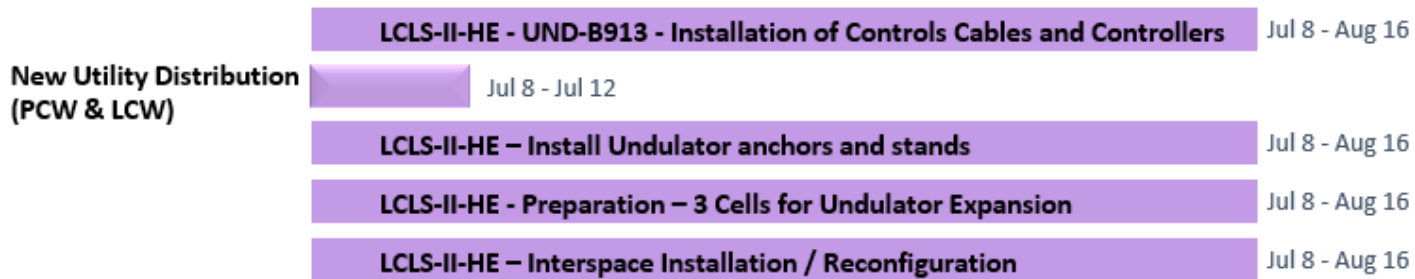 LCLS-II-HE - UND-B913 - Installation of Controls Cables and Controllers Jul 8 - Aug 16
New Utility Distribution
(PCW & LCW)
Jul 8 - Jul 12
LCLS-II-HE – Install Undulator anchors and stands Jul 8 - Aug 16
LCLS-II-HE - Preparation – 3 Cells for Undulator Expansion Jul 8 - Aug 16
LCLS-II-HE – Interspace Installation / Reconfiguration Jul 8 - Aug 16